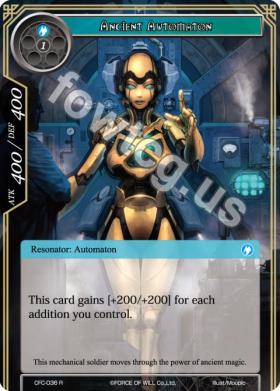 Ancient Automaton
1
ATK 400/DEF 400
fowtcg.us
Resonator: Automaton
This card gains [+200/+200] for each
addition you control.
This mechanical soldier moves through the power of ancient magic.
CFC-036 R ©FORCE OF WILL Co.,Ltd. Illust/Moupic